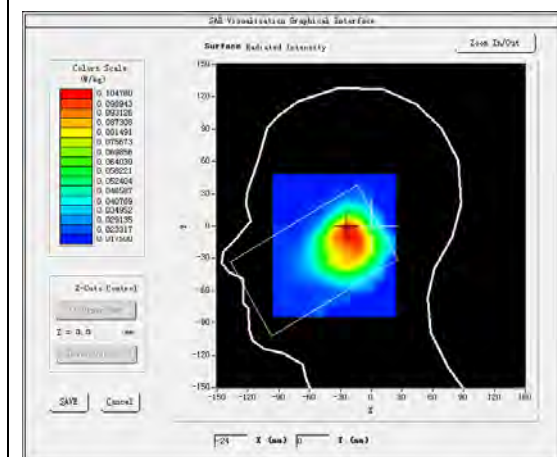 SAR Visualisation Graphical Interface
Surface Radiated Intensity
Zoom In/Out
Colors Scale
(W/kg)
0.104760
0.098943
0.093126
0.087308
0.081491
0.075673
0.069856
0.064039
0.058221
0.052404
0.046587
0.040769
0.034952
0.029135
0.023317
0.017500
150
120
90
60
30
0
-30
-60
-90
-120
-150
-150 -120 -90 -60 -30 0 30 60 90 120 150
X
Z-Cuts Control
Z = 0.0 mm
SAVE Cancel
-24 X (mm) 0 Y (mm)